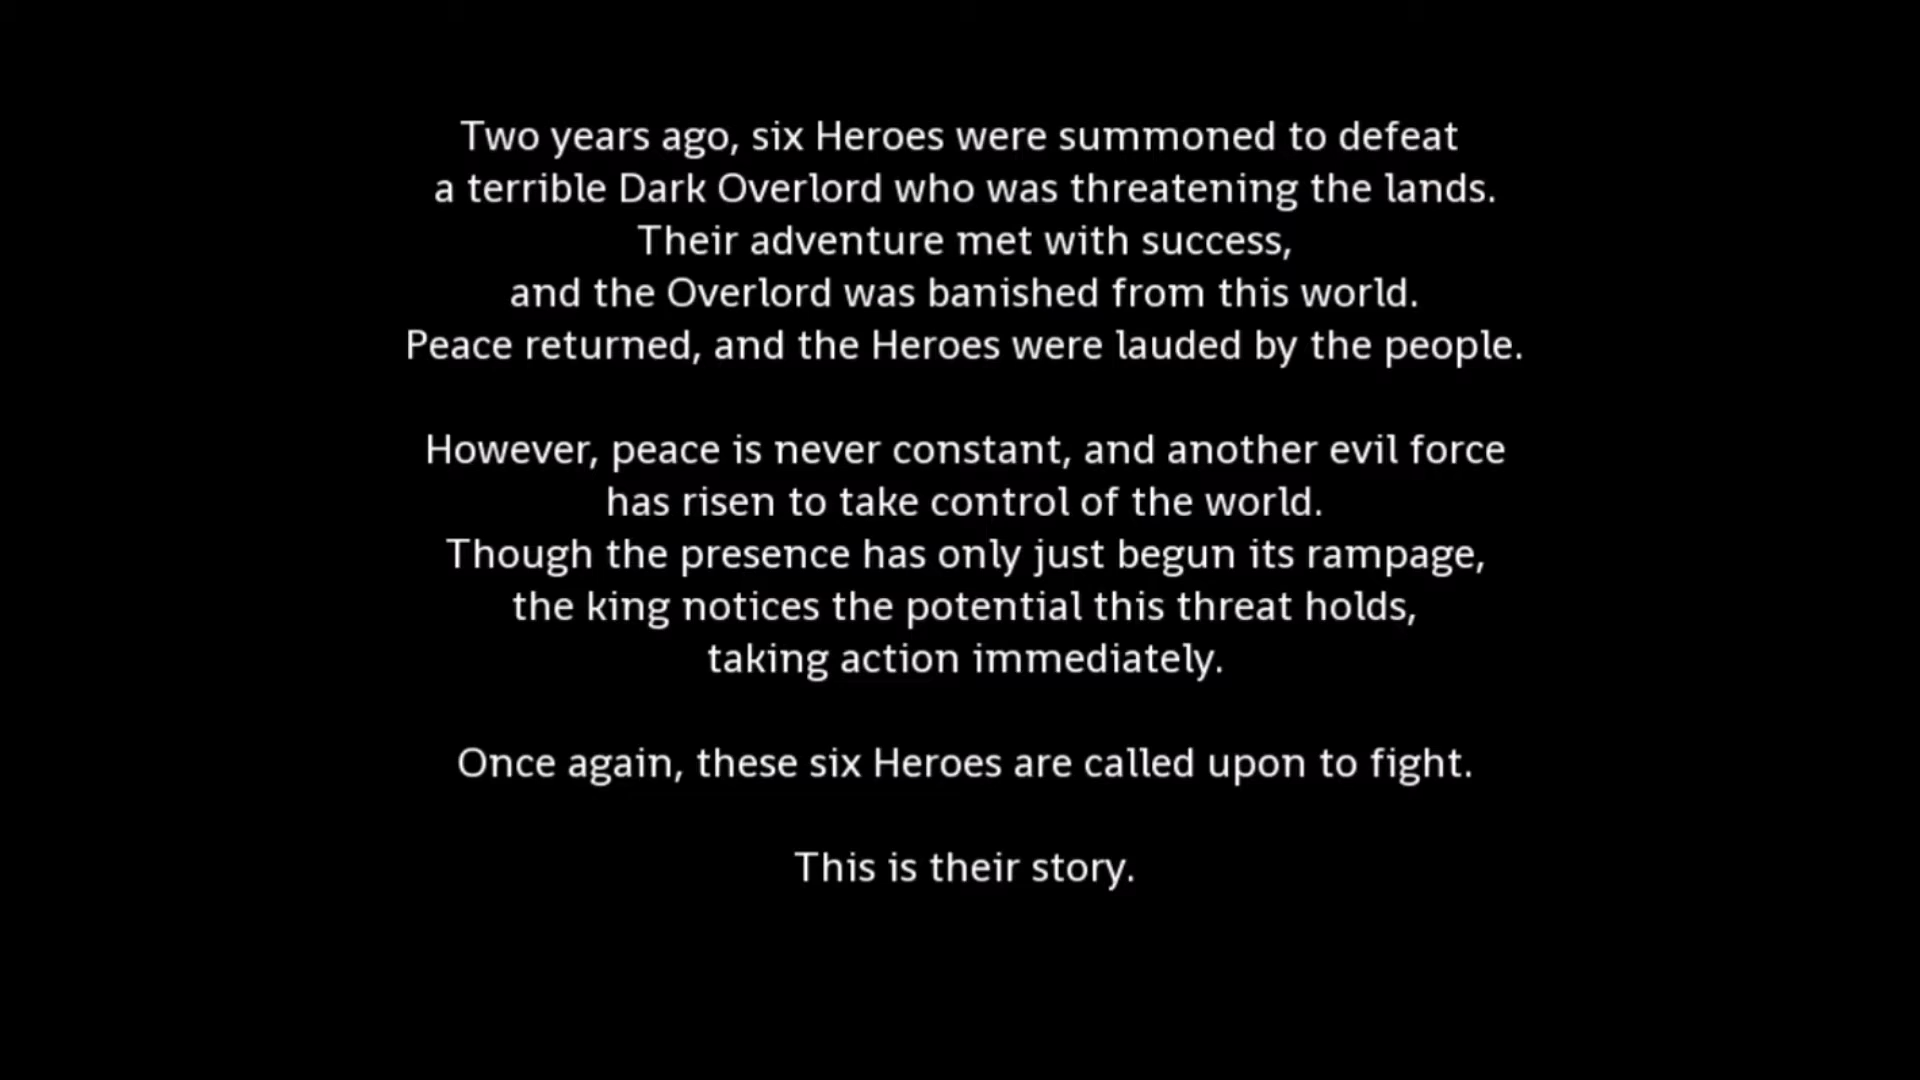 Two years ago, six Heroes were summoned to defeat
a terrible Dark Overlord who was threatening the lands.
Their adventure met with success,
and the Overlord was banished from this world.
Peace returned, and the Heroes were lauded by the people.
However, peace is never constant, and another evil force
has risen to take control of the world.
Though the presence has only just begun its rampage,
the king notices the potential this threat holds,
taking action immediately.
Once again, these six Heroes are called upon to fight.
This is their story.